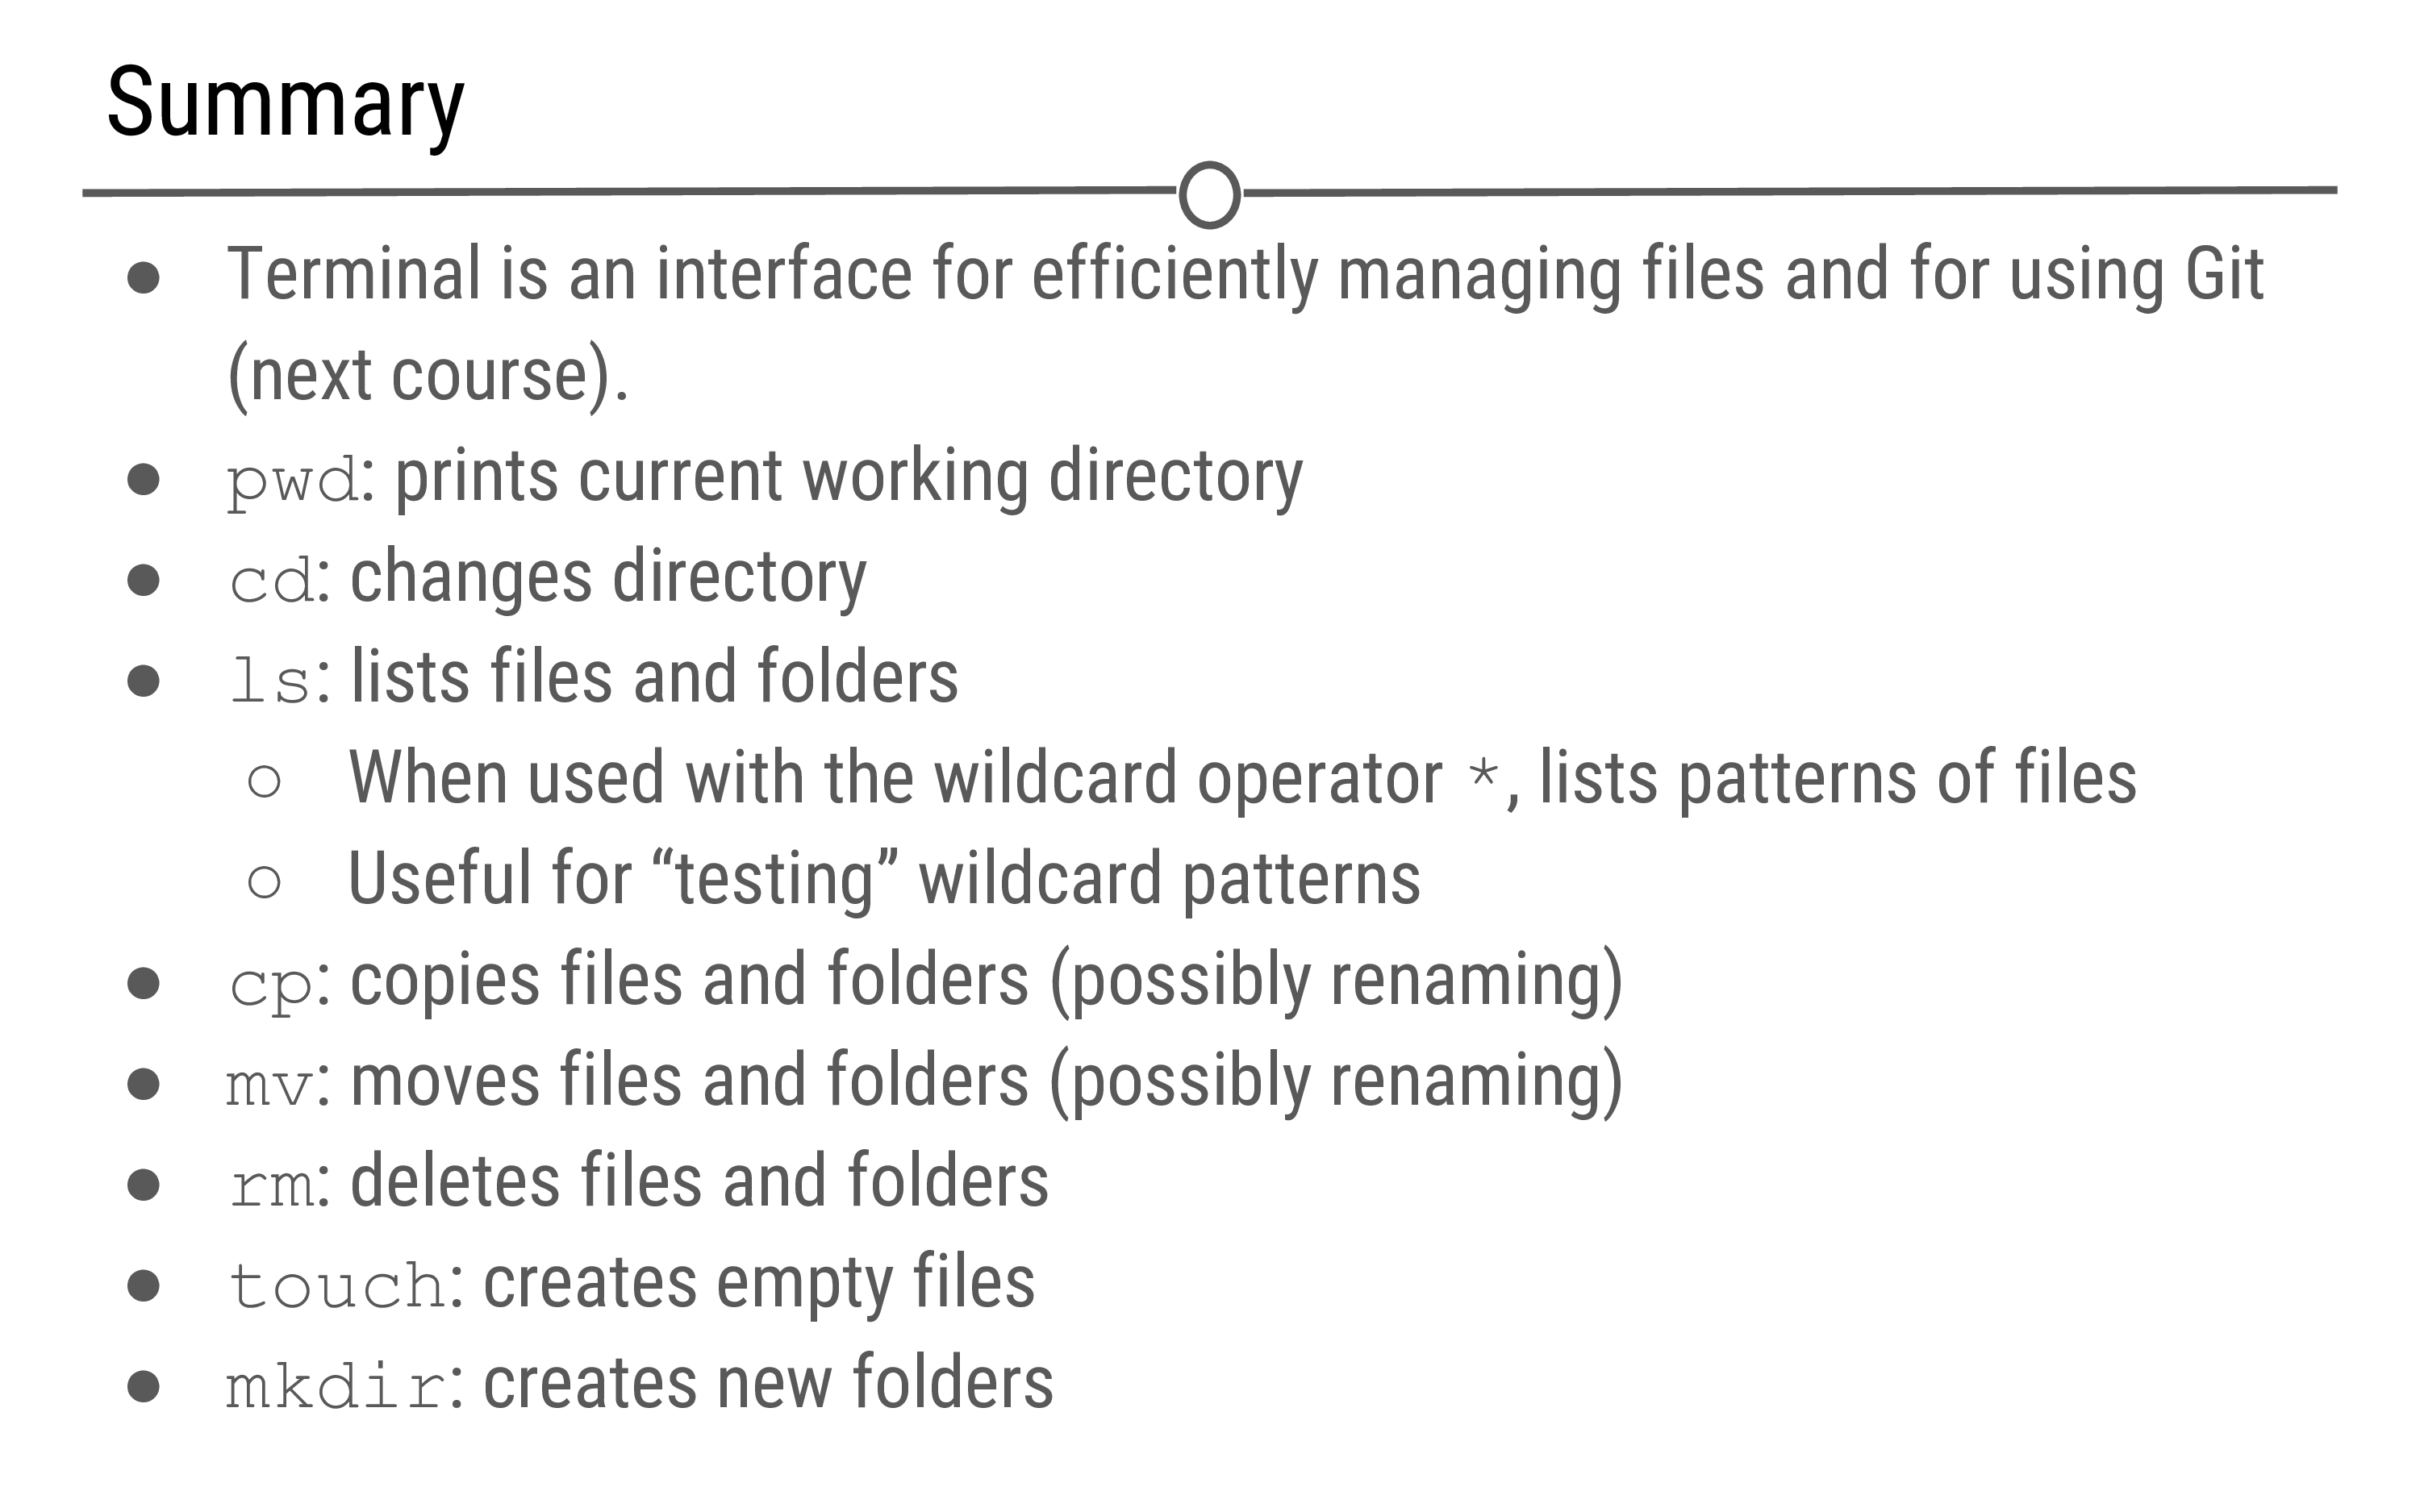 Summary
● Terminal is an interface for efficiently managing files and for using Git
(next course).
● pwd: prints current working directory
● cd: changes directory
● ls: lists files and folders
○ When used with the wildcard operator *, lists patterns of files
○ Useful for “testing” wildcard patterns
● cp: copies files and folders (possibly renaming)
● mv: moves files and folders (possibly renaming)
● rm: deletes files and folders
● touch: creates empty files
● mkdir: creates new folders